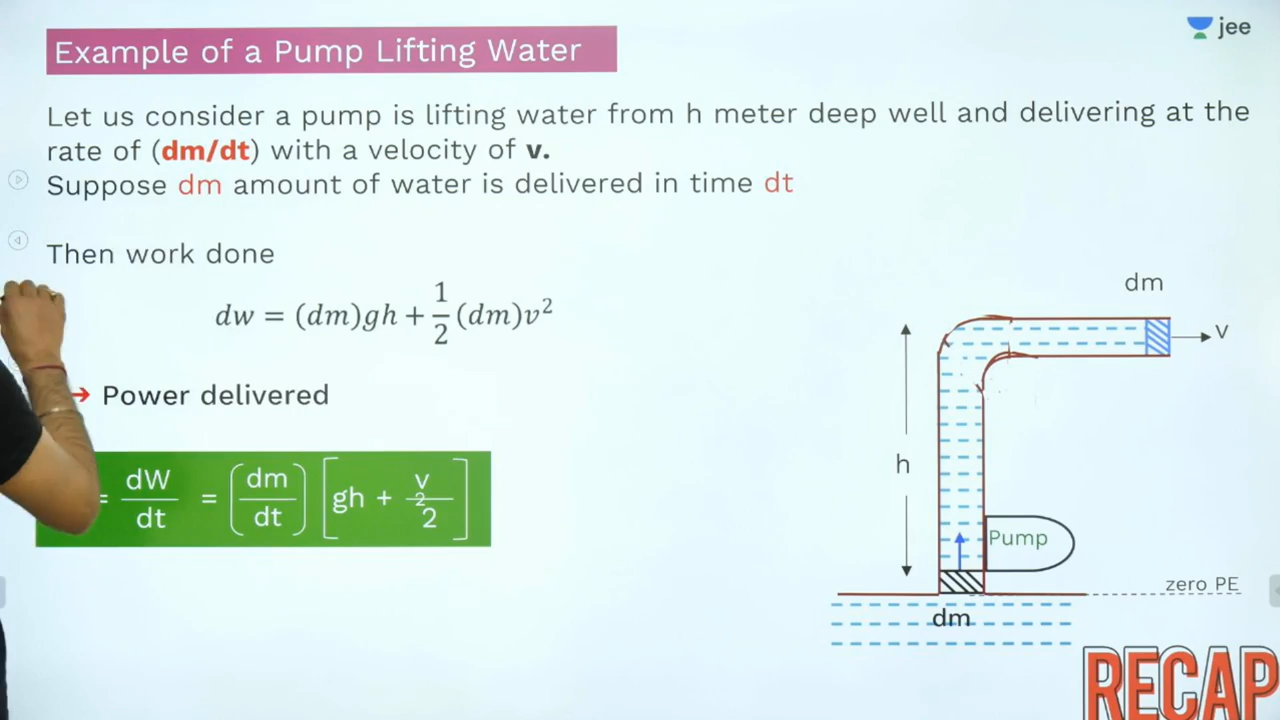 Example of a Pump Lifting Water
jee
Let us consider a pump is lifting water from h meter deep well and delivering at the
rate of (dm/dt) with a velocity of v.
Suppose dm amount of water is delivered in time dt
Then work done
dw = (dm)gh + 1/2 (dm)v²
→ Power delivered
= dW/dt = (dm/dt) [gh + v²/2]
dm
v
h
Pump
zero PE
dm
RECAP